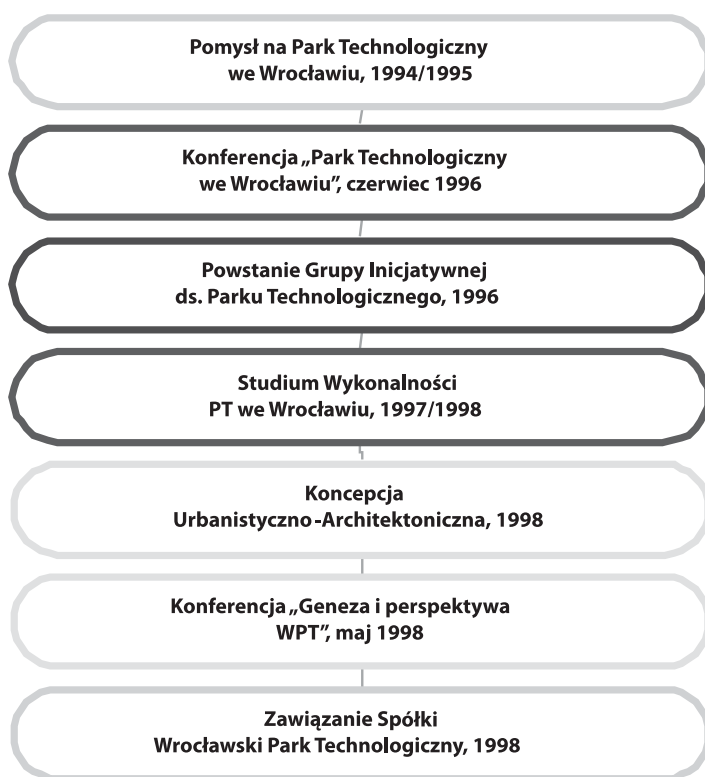 Pomysł na Park Technologiczny
we Wrocławiu, 1994/1995
Konferencja „Park Technologiczny
we Wrocławiu”, czerwiec 1996
Powstanie Grupy Inicjatywnej
ds. Parku Technologicznego, 1996
Studium Wykonalności
PT we Wrocławiu, 1997/1998
Koncepcja
Urbanistyczno-Architektoniczna, 1998
Konferencja „Geneza i perspektywa
WPT”, maj 1998
Zawiązanie Spółki
Wrocławski Park Technologiczny, 1998